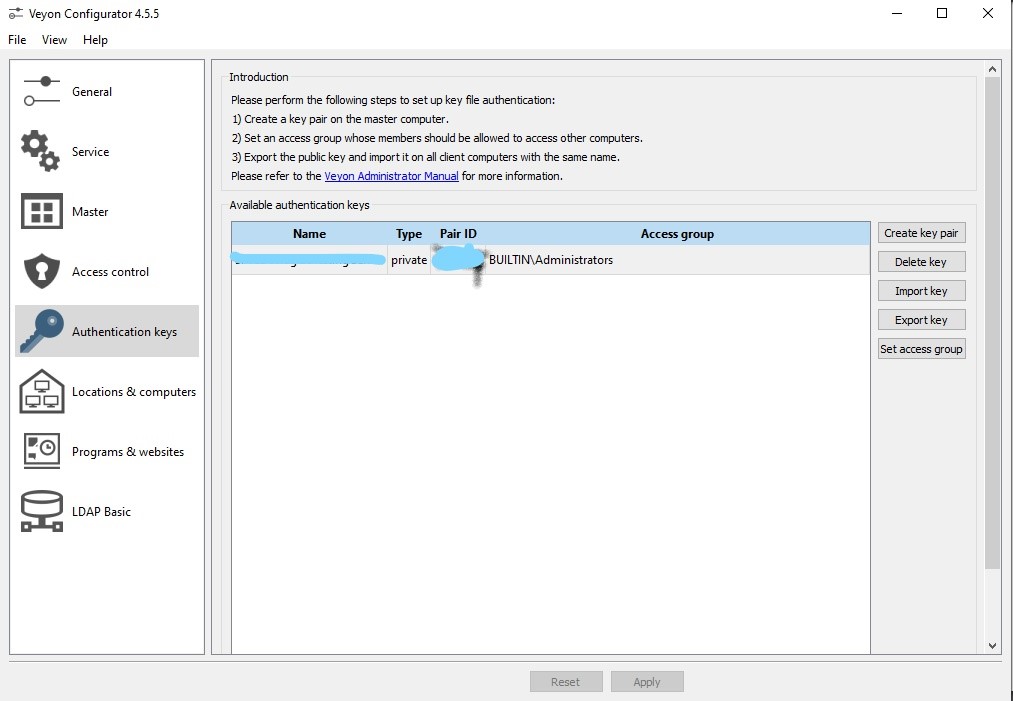 Veyon Configurator 4.5.5
File View Help
General
Service
Master
Access control
Authentication keys
Locations & computers
Programs & websites
LDAP Basic
Introduction
Please perform the following steps to set up key file authentication:
1) Create a key pair on the master computer.
2) Set an access group whose members should be allowed to access other computers.
3) Export the public key and import it on all client computers with the same name.
Please refer to the Veyon Administrator Manual for more information.
Available authentication keys
Name Type Pair ID Access group
private BUILTIN\Administrators
Create key pair
Delete key
Import key
Export key
Set access group
Reset Apply